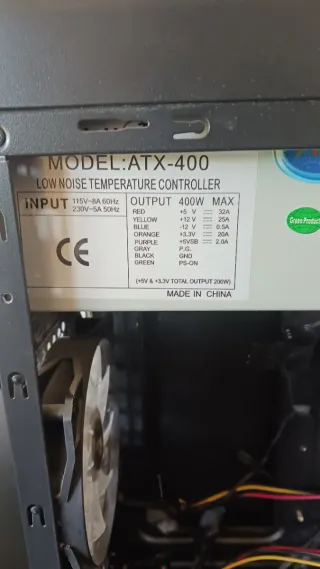 MODEL:ATX-400
LOW NOISE TEMPERATURE CONTROLLER
INPUT 115V~8A 60Hz
230V~5A 50Hz
CE
OUTPUT 400W MAX
RED +5 V 32A
YELLOW +12 V 25A
BLUE -12 V 0.5A
ORANGE +3.3V 20A
PURPLE +5VSB 2.0A
GRAY P.G.
BLACK GND
GREEN PS-ON
(+5V & +3.3V TOTAL OUTPUT 200W)
MADE IN CHINA
Green Product